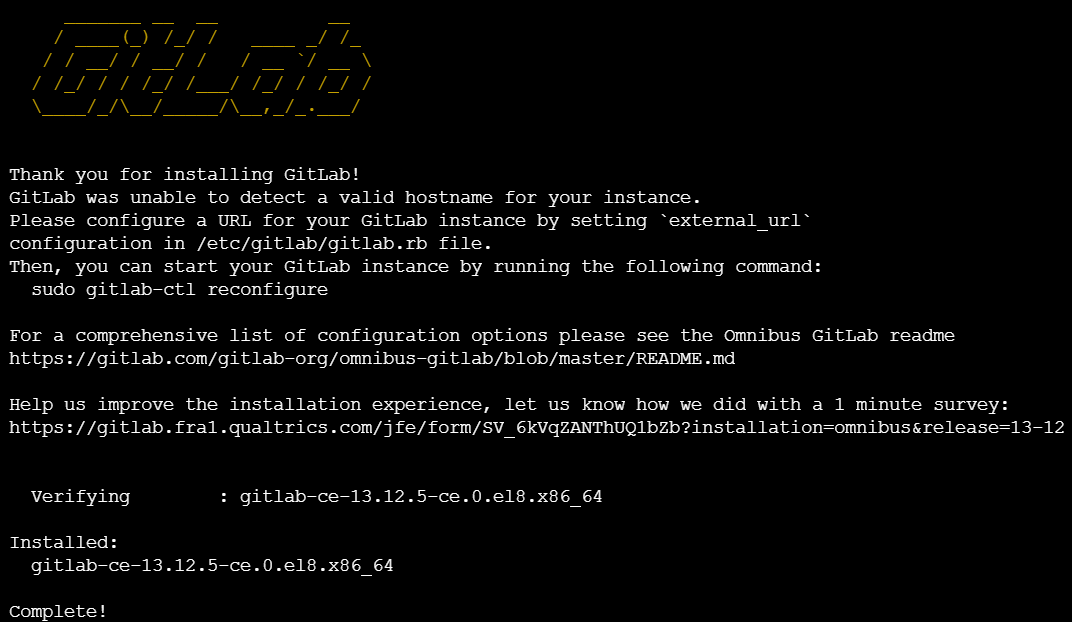 GitLab
Thank you for installing GitLab!
GitLab was unable to detect a valid hostname for your instance.
Please configure a URL for your GitLab instance by setting `external_url`
configuration in /etc/gitlab/gitlab.rb file.
Then, you can start your GitLab instance by running the following command:
  sudo gitlab-ctl reconfigure
For a comprehensive list of configuration options please see the Omnibus GitLab readme
https://gitlab.com/gitlab-org/omnibus-gitlab/blob/master/README.md
Help us improve the installation experience, let us know how we did with a 1 minute survey:
https://gitlab.fra1.qualtrics.com/jfe/form/SV_6kVqZANThUQ1bZb?installation=omnibus&release=13-12
  Verifying        : gitlab-ce-13.12.5-ce.0.el8.x86_64
Installed:
  gitlab-ce-13.12.5-ce.0.el8.x86_64
Complete!